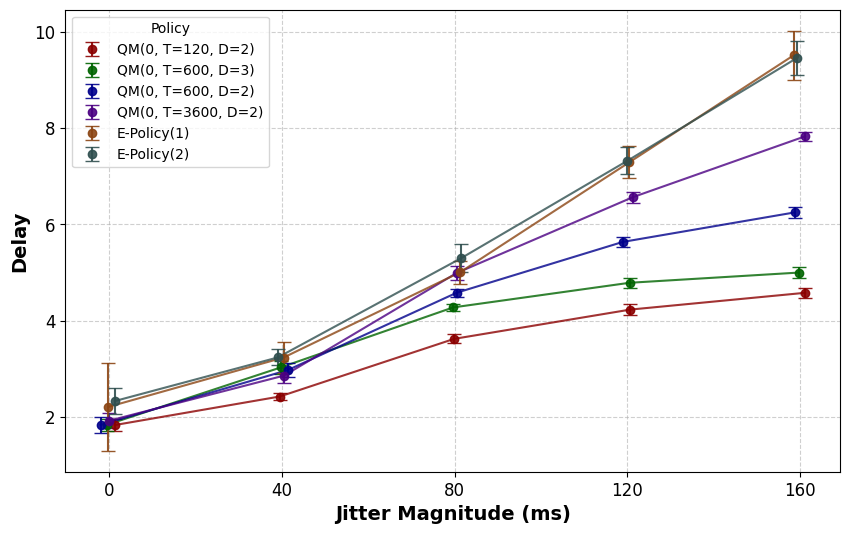 Policy
QM(0, T=120, D=2)
QM(0, T=600, D=3)
QM(0, T=600, D=2)
QM(0, T=3600, D=2)
E-Policy(1)
E-Policy(2)
10
8
6
4
2
Delay
0
40
80
120
160
Jitter Magnitude (ms)